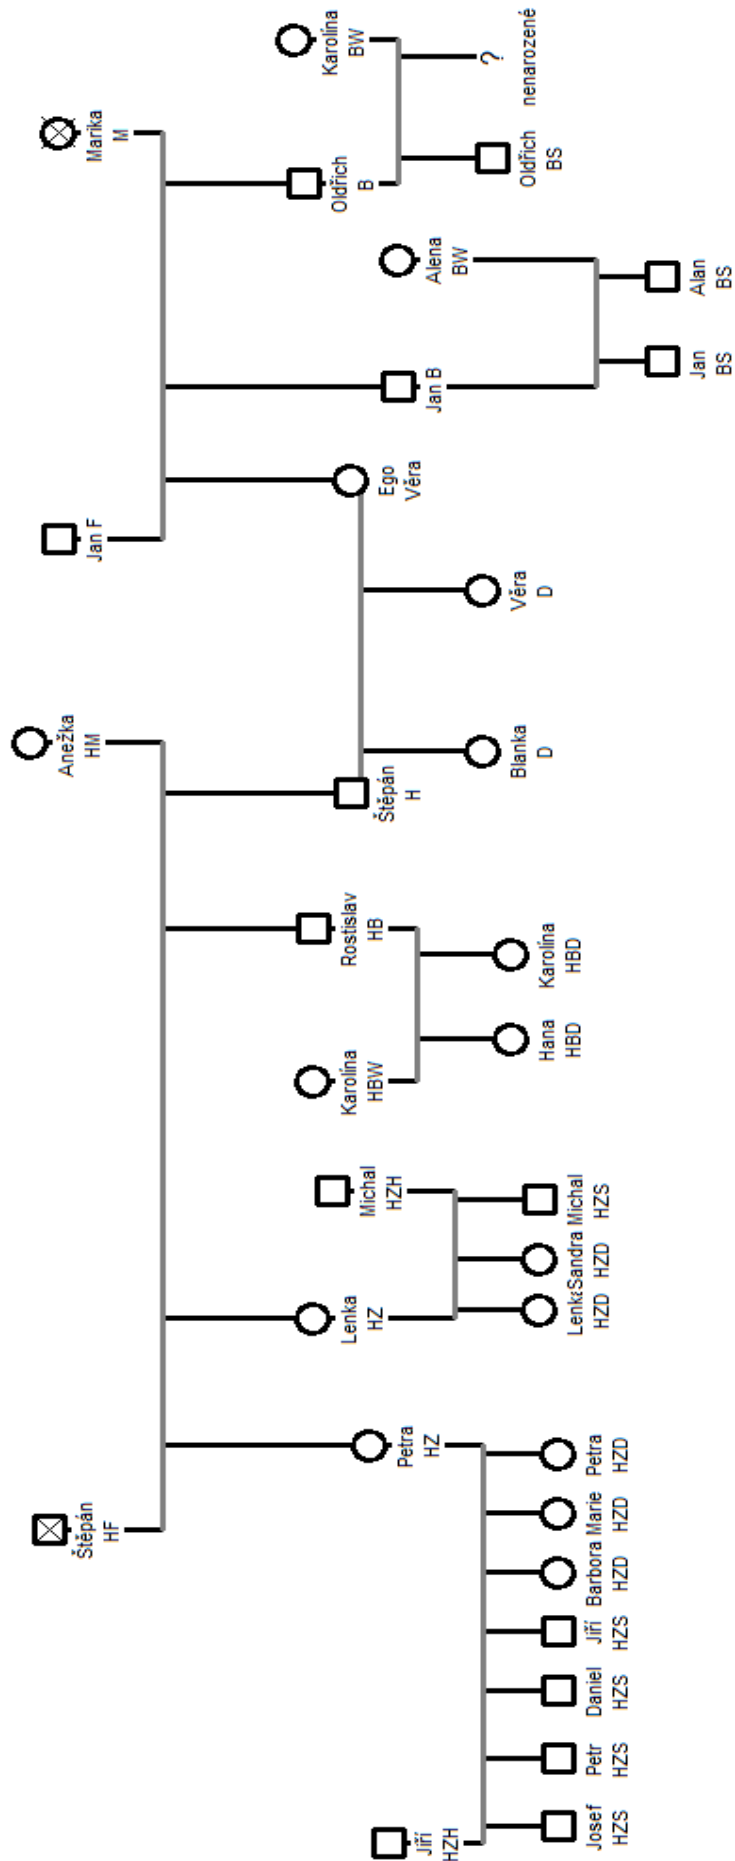 Štěpán
HF
Anežka
HM
Jan F
Marika
M
Jiří
HZH
Petra
HZ
Lenka
HZ
Michal
HZH
Karolína
HBW
Rostislav
HB
Štěpán
H
Ego
Věra
Jan B
Alena
BW
Oldřich
B
Karolína
BW
Josef
HZS
Petr
HZS
Daniel
HZS
Jiří
HZS
Barbora
HZD
Marie
HZD
Petra
HZD
Lenka
HZD
Sandra
HZD
Michal
HZS
Hana
HBD
Karolína
HBD
Blanka
D
Věra
D
Jan
BS
Alan
BS
Oldřich
BS
?
nenarozené